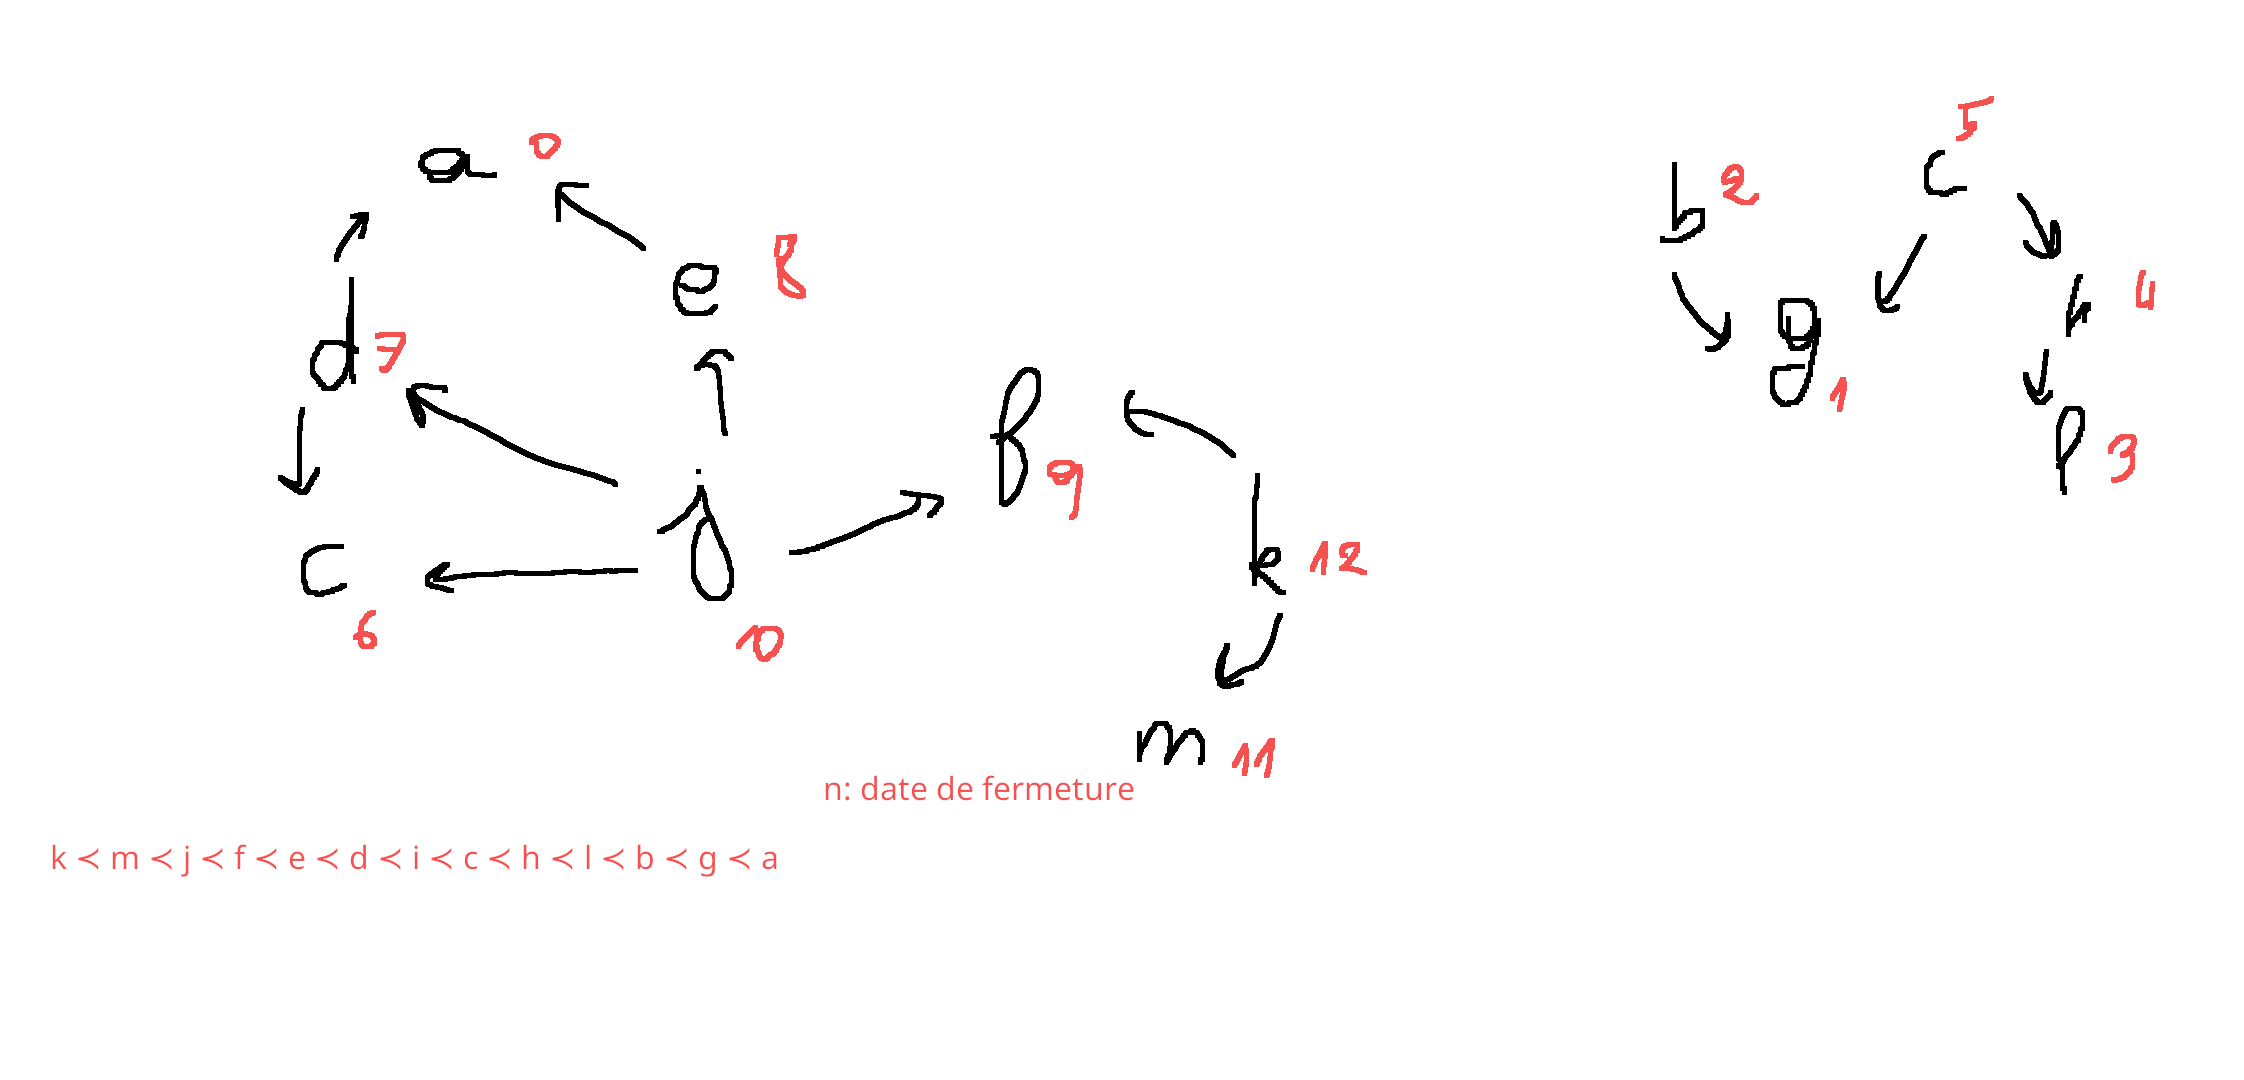 a 0
e 8
d 7
c 6
j 10
f 9
k 12
m 11
b 2
c 5
g 1
h 4
l 3
n: date de fermeture
k ≺ m ≺ j ≺ f ≺ e ≺ d ≺ i ≺ c ≺ h ≺ l ≺ b ≺ g ≺ a